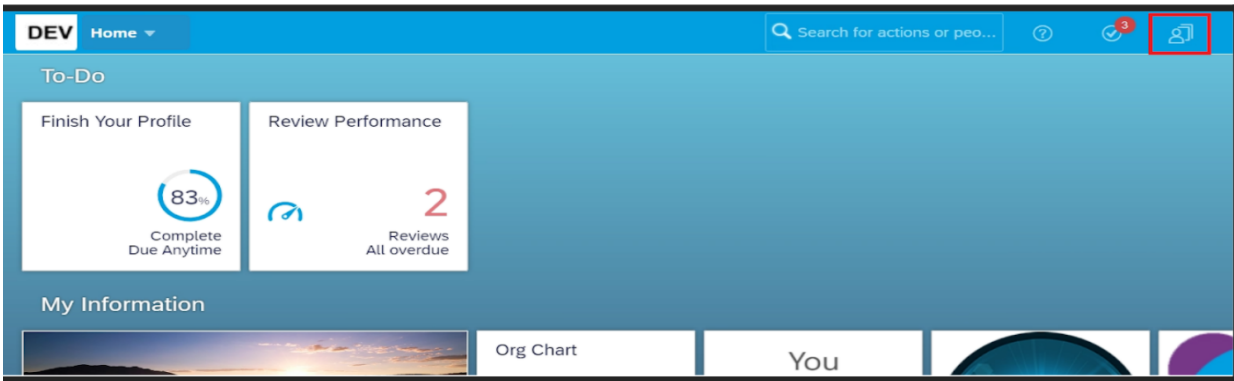 DEV Home Search for actions or peo... 3
To-Do
Finish Your Profile
83%
Complete
Due Anytime
Review Performance
2
Reviews
All overdue
My Information
Org Chart
You